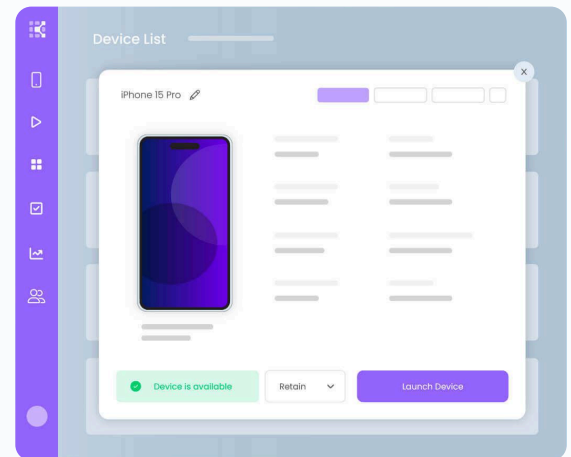 Device List
X
iPhone 15 Pro
Device is available
Retain
Launch Device